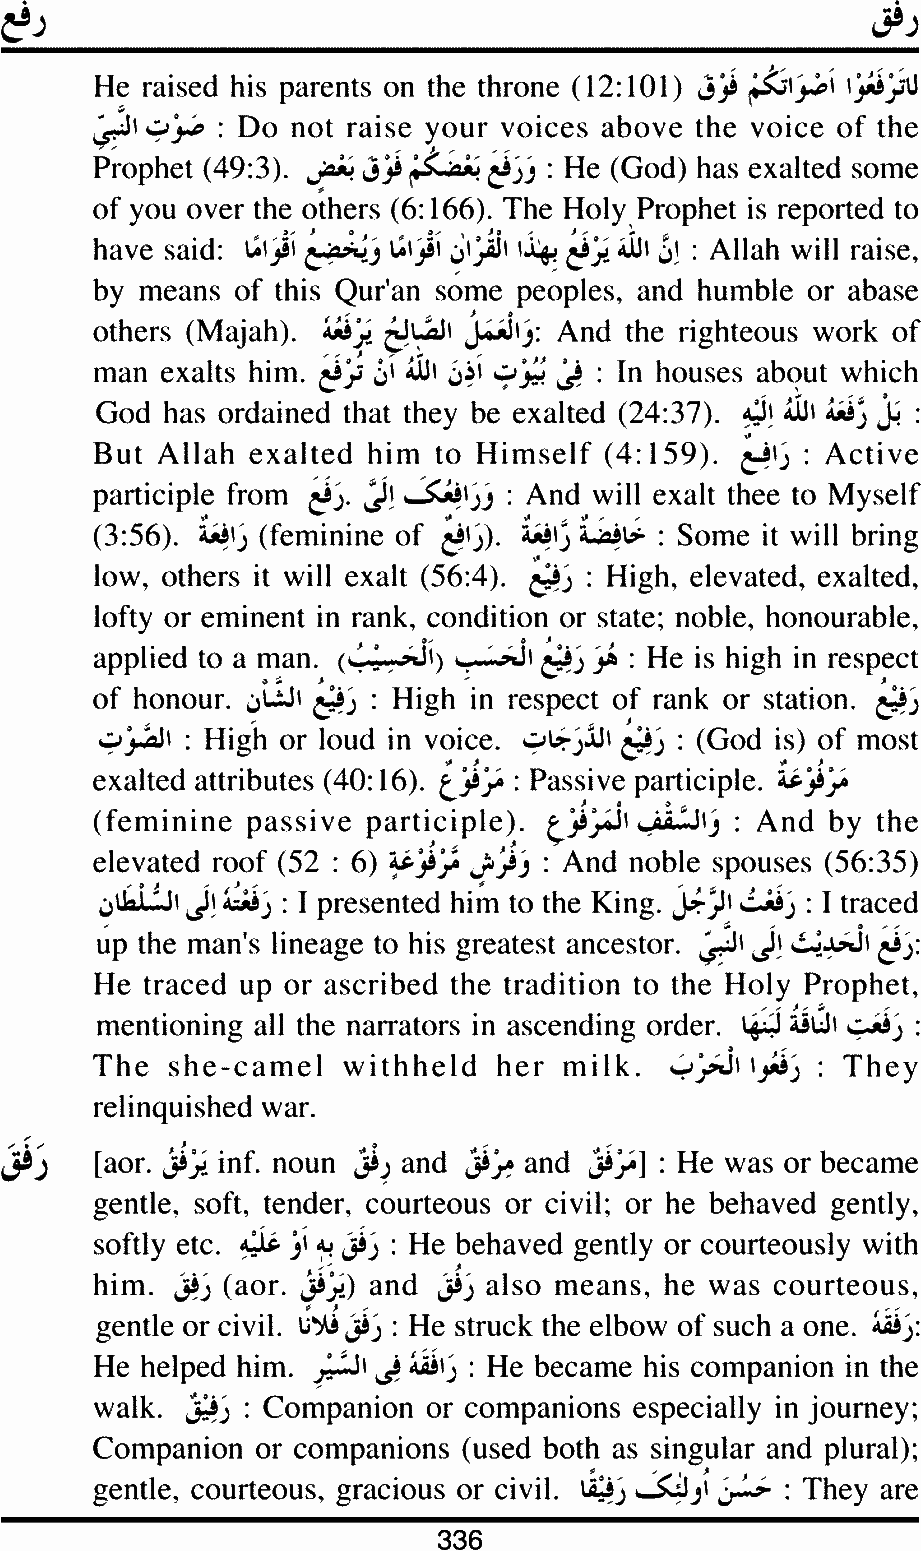 رفع رفق
He raised his parents on the throne (12:101) لَاتَرْفَعُوْا اَصْوَاتَكُمْ فَوْقَ
صَوْتِ النَّبِیِّ : Do not raise your voices above the voice of the
Prophet (49:3). وَرَفَعَ بَعْضَكُمْ فَوْقَ بَعْضٍ : He (God) has exalted some
of you over the others (6:166). The Holy Prophet is reported to
have said: اِنَّ اللّٰهَ يَرْفَعُ بِهٰذَا الْقُرْاٰنِ اَقْوَامًا وَيُخْضِعُ اَقْوَامًا : Allah will raise,
by means of this Qur'an some peoples, and humble or abase
others (Majah). وَالْعَمَلُ الصَّالِحُ يَرْفَعُهٗ: And the righteous work of
man exalts him. فِیْ بُيُوْتٍ اَذِنَ اللّٰهُ اَنْ تُرْفَعَ : In houses about which
God has ordained that they be exalted (24:37). بَلْ رَّفَعَهُ اللّٰهُ اِلَيْهِ :
But Allah exalted him to Himself (4:159). رَافِعٌ : Active
participle from رَفَعَ. وَرَافِعُکَ اِلَیَّ : And will exalt thee to Myself
(3:56). رَافِعَةٌ (feminine of رَافِعٌ). خَافِضَةٌ رَّافِعَةٌ : Some it will bring
low, others it will exalt (56:4). رَفِيْعٌ : High, elevated, exalted,
lofty or eminent in rank, condition or state; noble, honourable,
applied to a man. هُوَ رَفِيْعُ الْحَسَبِ (الْحَسِيْبُ) : He is high in respect
of honour. رَفِيْعُ الشَّأْنِ : High in respect of rank or station. رَفِيْعُ
الصَّوْتِ : High or loud in voice. رَفِيْعُ الدَّرَجَاتِ : (God is) of most
exalted attributes (40:16). مَرْفُوْعٌ : Passive participle. مَرْفُوْعَةٌ
(feminine passive participle). وَالسَّقْفِ الْمَرْفُوْعِ : And by the
elevated roof (52 : 6) وَفُرُشٍ مَّرْفُوْعَةٍ : And noble spouses (56:35)
رَفَعْتُهٗ اِلَی السُّلْطَانِ : I presented him to the King. رَفَعْتُ الرَّجُلَ : I traced
up the man's lineage to his greatest ancestor. رَفَعَ الْحَدِيْثَ اِلَی النَّبِیِّ:
He traced up or ascribed the tradition to the Holy Prophet,
mentioning all the narrators in ascending order. رَفَعَتِ النَّاقَةُ لَبَنَهَا :
The she-camel withheld her milk. رَفَعُوا الْحَرْبَ : They
relinquished war.
رَفَقَ [aor. يَرْفُقُ inf. noun رِفْقٌ and مِرْفَقٌ and مَرْفَقٌ] : He was or became
gentle, soft, tender, courteous or civil; or he behaved gently,
softly etc. رَفَقَ بِهٖ اَوْ عَلَيْهِ : He behaved gently or courteously with
him. رَفِقَ (aor. يَرْفَقُ) and رَفُقَ also means, he was courteous,
gentle or civil. رَفَقَ فُلَانًا : He struck the elbow of such a one. رَفَقَهٗ:
He helped him. رَافَقَهٗ فِی السَّيْرِ : He became his companion in the
walk. رَفِيْقٌ : Companion or companions especially in journey;
Companion or companions (used both as singular and plural);
gentle, courteous, gracious or civil. حَسُنَ اُولٰٓئِکَ رَفِيْقًا : They are
336